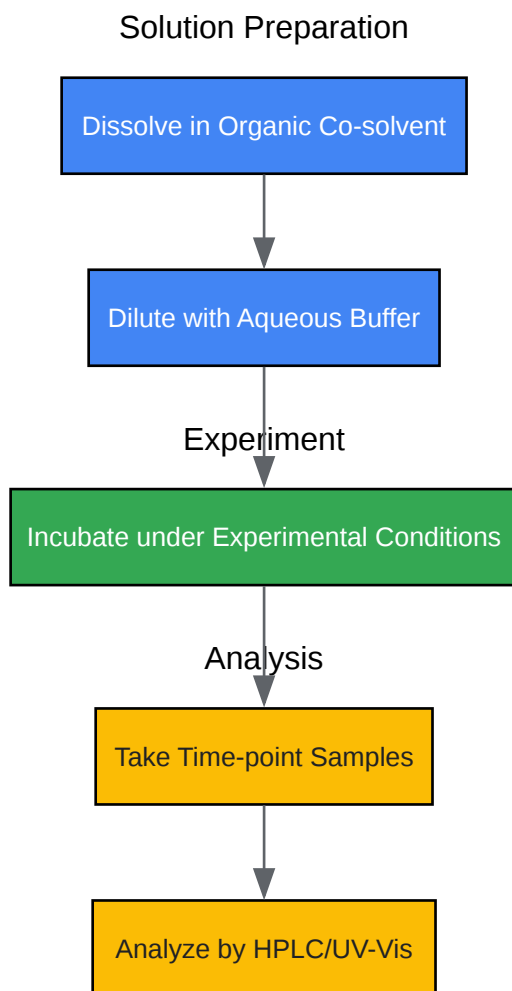 Solution Preparation
Dissolve in Organic Co-solvent
Dilute with Aqueous Buffer
Experiment
Incubate under Experimental Conditions
Analysis
Take Time-point Samples
Analyze by HPLC/UV-Vis